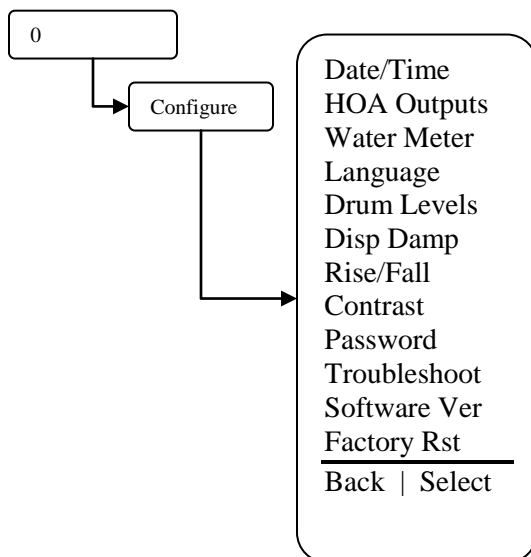 0
Configure
Date/Time
HOA Outputs
Water Meter
Language
Drum Levels
Disp Damp
Rise/Fall
Contrast
Password
Troubleshoot
Software Ver
Factory Rst
Back | Select